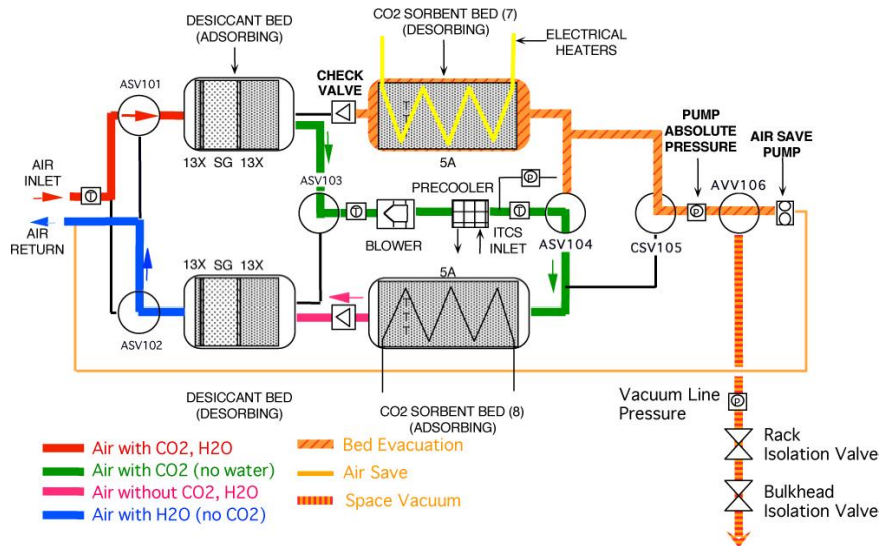 DESICCANT BED
(ADSORBING)
CO2 SORBENT BED (7)
(DESORBING)
ELECTRICAL
HEATERS
ASV101
CHECK
VALVE
PUMP
ABSOLUTE
PRESSURE
AIR SAVE
PUMP
13X SG 13X
5A
AIR
INLET
T
ASV103
PRECOOLER
P
AVV106
P
AIR
RETURN
T
BLOWER
T
ITCS
INLET
ASV104
CSV105
13X SG 13X
5A
ASV102
DESICCANT BED
(DESORBING)
CO2 SORBENT BED (8)
(ADSORBING)
Vacuum Line
Pressure
P
Rack
Isolation Valve
Bulkhead
Isolation Valve
Air with CO2, H2O
Air with CO2 (no water)
Air without CO2, H2O
Air with H2O (no CO2)
Bed Evacuation
Air Save
Space Vacuum